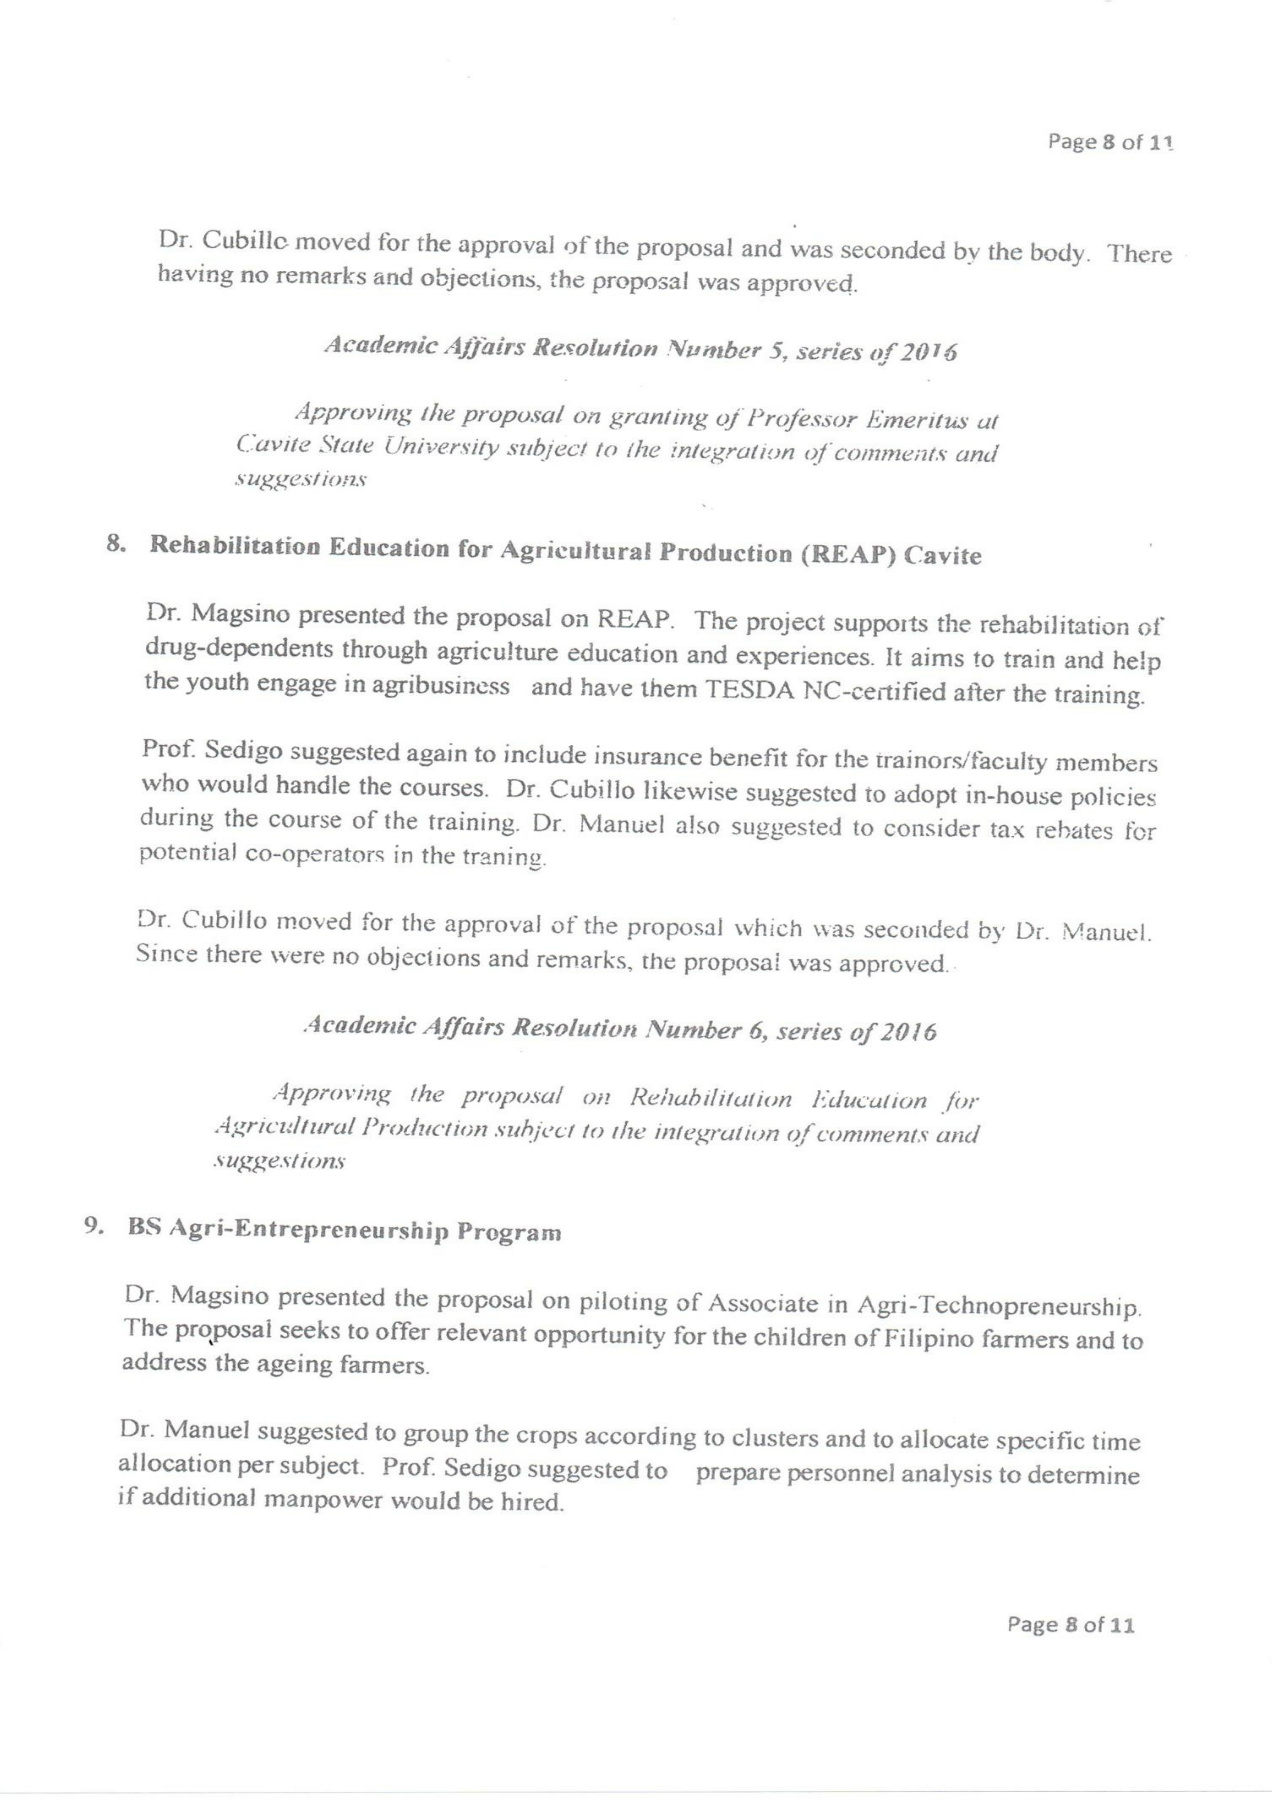 Page 8 of 11
Dr. Cubillo moved for the approval of the proposal and was seconded by the body. There
having no remarks and objections, the proposal was approved.
Academic Affairs Resolution Number 5, series of 2016
Approving the proposal on granting of Professor Emeritus at
Cavite State University subject to the integration of comments and
suggestions
8. Rehabilitation Education for Agricultural Production (REAP) Cavite
Dr. Magsino presented the proposal on REAP. The project supports the rehabilitation of
drug-dependents through agriculture education and experiences. It aims to train and help
the youth engage in agribusiness and have them TESDA NC-certified after the training.
Prof. Sedigo suggested again to include insurance benefit for the trainors/faculty members
who would handle the courses. Dr. Cubillo likewise suggested to adopt in-house policies
during the course of the training. Dr. Manuel also suggested to consider tax rebates for
potential co-operators in the traning.
Dr. Cubillo moved for the approval of the proposal which was seconded by Dr. Manuel.
Since there were no objections and remarks, the proposal was approved.
Academic Affairs Resolution Number 6, series of 2016
Approving the proposal on Rehabilitation Education for
Agricultural Production subject to the integration of comments and
suggestions
9. BS Agri-Entrepreneurship Program
Dr. Magsino presented the proposal on piloting of Associate in Agri-Technopreneurship.
The proposal seeks to offer relevant opportunity for the children of Filipino farmers and to
address the ageing farmers.
Dr. Manuel suggested to group the crops according to clusters and to allocate specific time
allocation per subject. Prof. Sedigo suggested to prepare personnel analysis to determine
if additional manpower would be hired.
Page 8 of 11